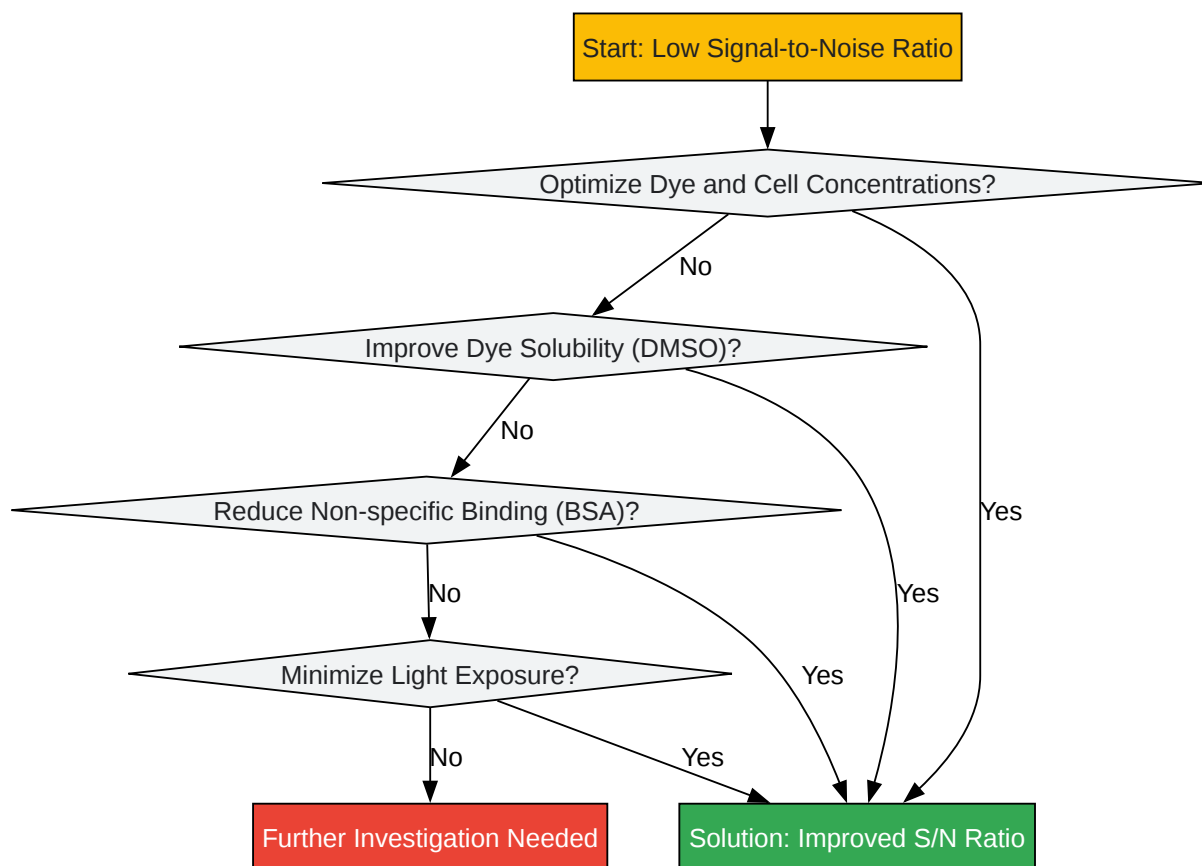 Start: Low Signal-to-Noise Ratio
Optimize Dye and Cell Concentrations?
No
Improve Dye Solubility (DMSO)?
No
Reduce Non-specific Binding (BSA)?
Yes
No
Yes
Minimize Light Exposure?
Yes
No
Yes
Further Investigation Needed
Solution: Improved S/N Ratio